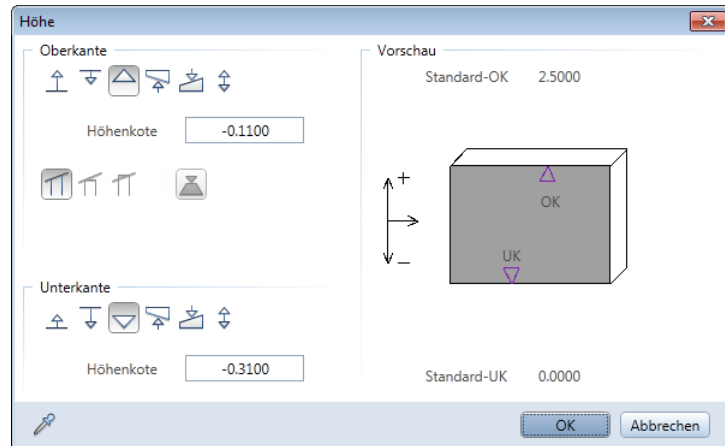 Höhe
Oberkante
Höhenkote -0.1100
Unterkante
Höhenkote -0.3100
Vorschau
Standard-OK 2.5000
+
OK
UK
–
Standard-UK 0.0000
OK Abbrechen